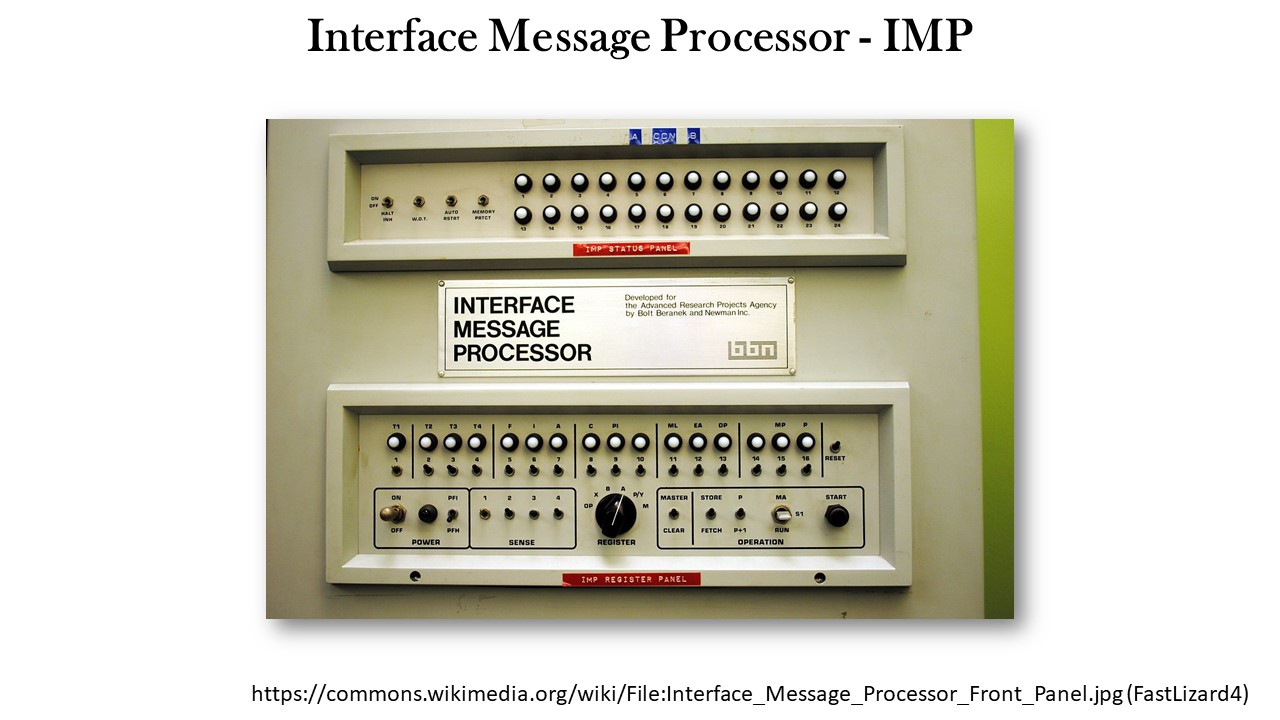 Interface Message Processor - IMP
A CCN B
ON
OFF
HALT
INH
W.D.T.
AUTO
RSTRT
MEMORY
PRTCT
1 2 3 4 5 6 7 8 9 10 11 12
13 14 15 16 17 18 19 20 21 22 23 24
IMP STATUS PANEL
INTERFACE
MESSAGE
PROCESSOR
Developed for
the Advanced Research Projects Agency
by Bolt Beranek and Newman Inc.
bbn
T1 T2 T3 T4 F I A C PI ML EA OP MP P
1 2 3 4 5 6 7 8 9 10 11 12 13 14 15 16
RESET
ON
OFF
PFI
PFH
POWER
1 2 3 4
SENSE
OP X B A P/Y M
REGISTER
MASTER
CLEAR
STORE
FETCH
P
P+1
MA
S1
RUN
START
OPERATION
IMP REGISTER PANEL
https://commons.wikimedia.org/wiki/File:Interface_Message_Processor_Front_Panel.jpg (FastLizard4)